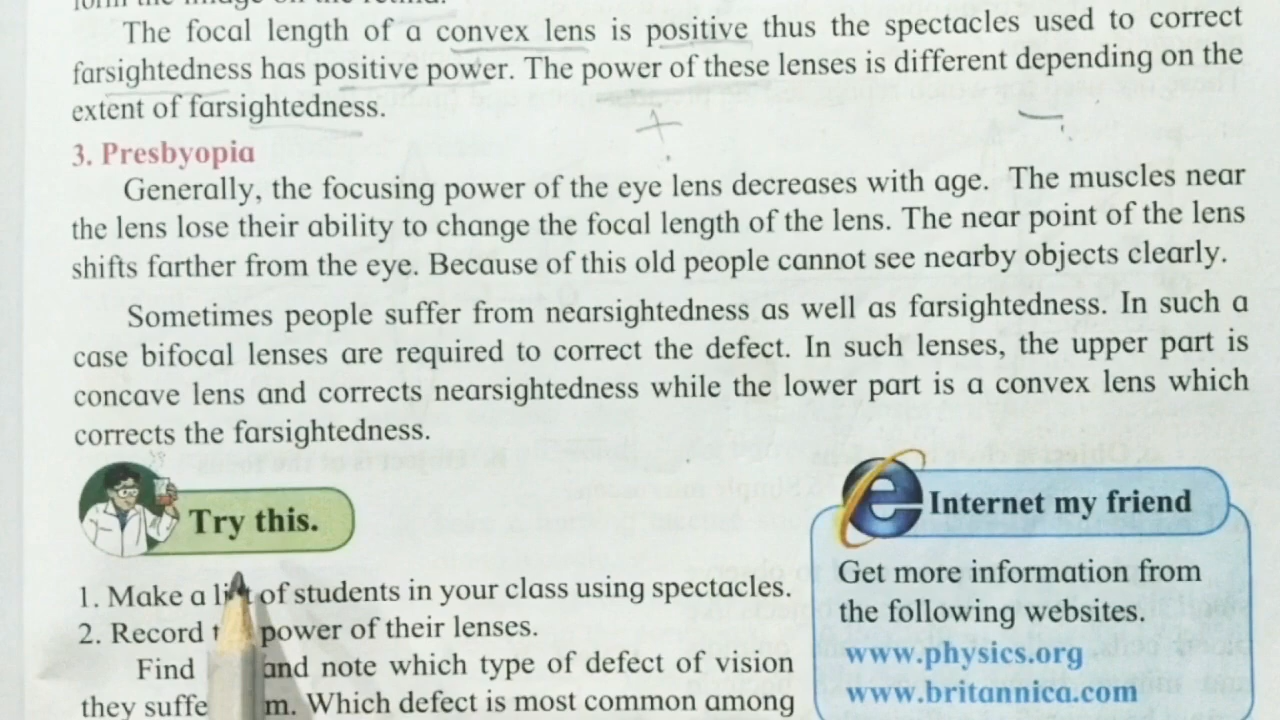 The focal length of a convex lens is positive thus the spectacles used to correct
farsightedness has positive power. The power of these lenses is different depending on the
extent of farsightedness.
3. Presbyopia
Generally, the focusing power of the eye lens decreases with age. The muscles near
the lens lose their ability to change the focal length of the lens. The near point of the lens
shifts farther from the eye. Because of this old people cannot see nearby objects clearly.
Sometimes people suffer from nearsightedness as well as farsightedness. In such a
case bifocal lenses are required to correct the defect. In such lenses, the upper part is
concave lens and corrects nearsightedness while the lower part is a convex lens which
corrects the farsightedness.
Try this.
1. Make a of students in your class using spectacles.
2. Record power of their lenses.
Find and note which type of defect of vision
they Which defect is most common among
Internet my friend
Get more information from
the following websites.
www.physics.org
www.britannica.com